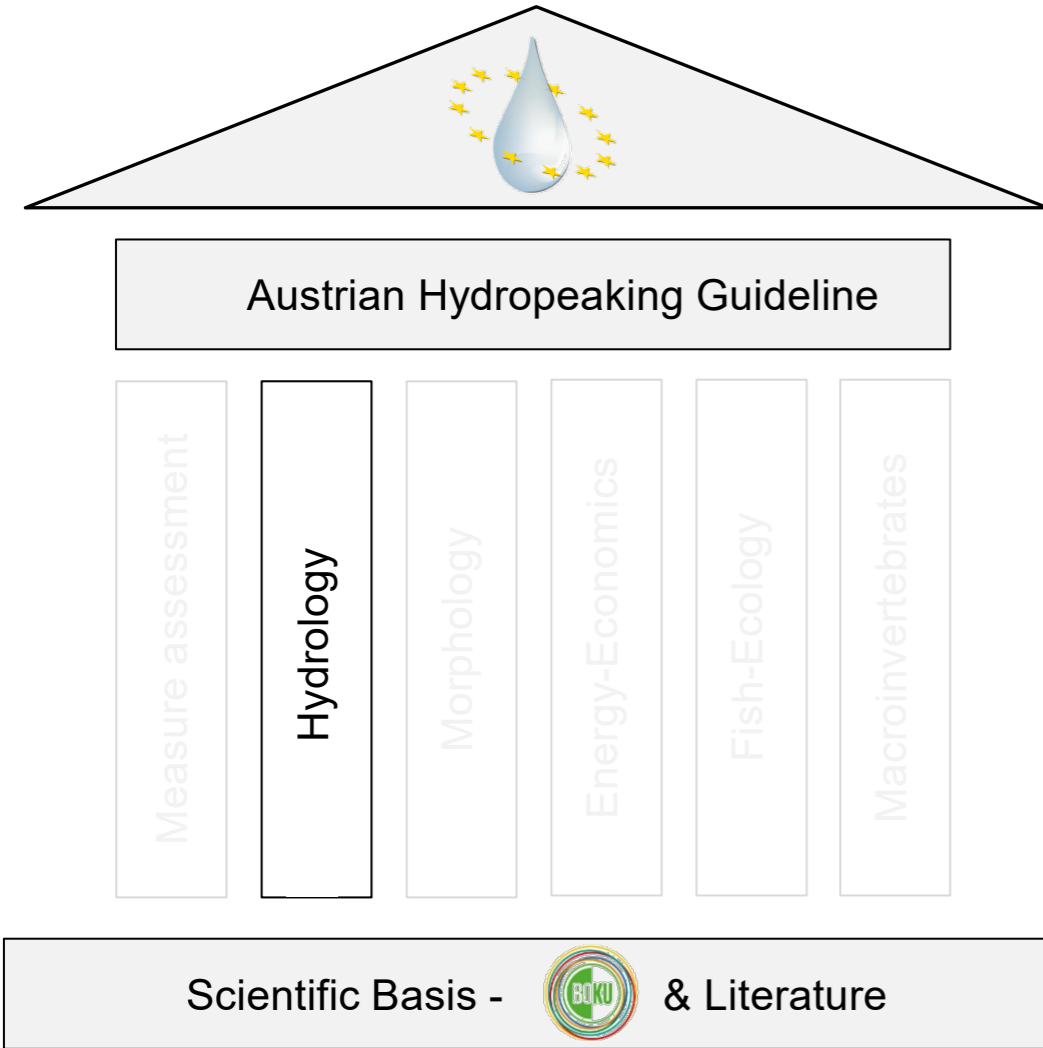 Austrian Hydropeaking Guideline
Measure assessment
Hydrology
Morphology
Energy-Economics
Fish-Ecology
Macroinvertebrates
Scientific Basis - BOKU & Literature